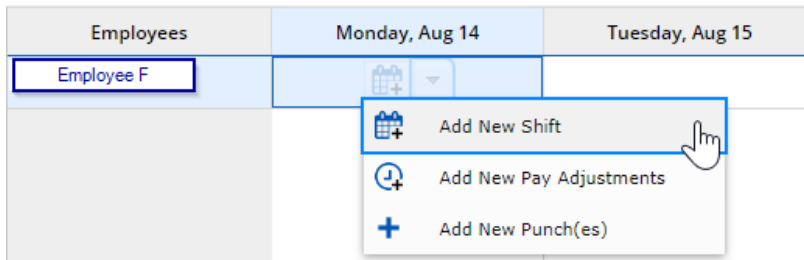 Employees
Monday, Aug 14
Tuesday, Aug 15
Employee F
Add New Shift
Add New Pay Adjustments
Add New Punch(es)